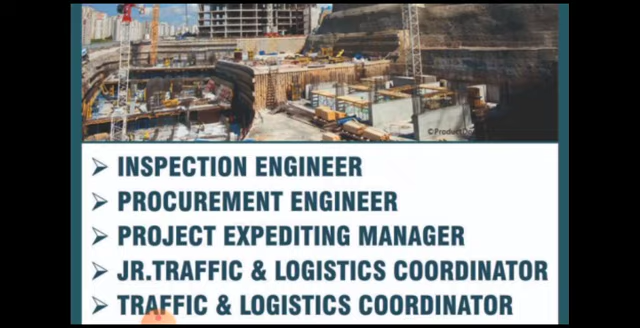 ➢ INSPECTION ENGINEER
➢ PROCUREMENT ENGINEER
➢ PROJECT EXPEDITING MANAGER
➢ JR.TRAFFIC & LOGISTICS COORDINATOR
➢ TRAFFIC & LOGISTICS COORDINATOR